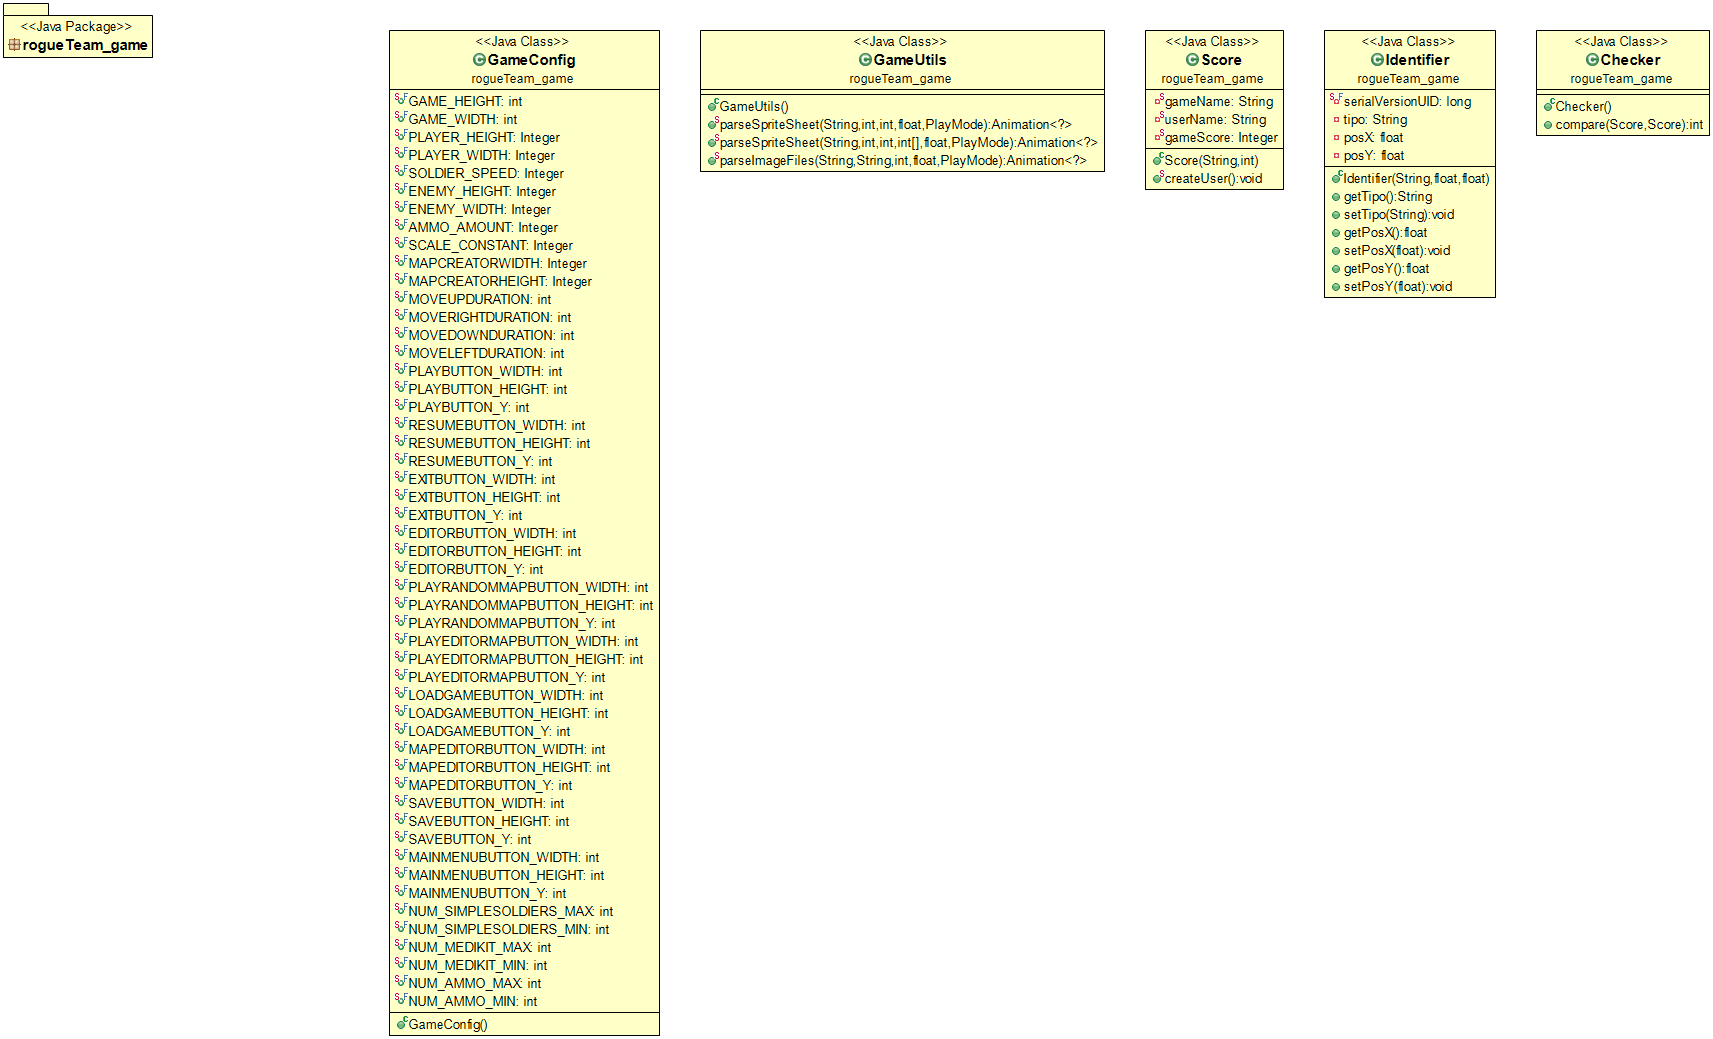 <<Java Package>>
rogueTeam_game
<<Java Class>>
GameConfig
rogueTeam_game
GAME_HEIGHT: int
GAME_WIDTH: int
PLAYER_HEIGHT: Integer
PLAYER_WIDTH: Integer
SOLDIER_SPEED: Integer
ENEMY_HEIGHT: Integer
ENEMY_WIDTH: Integer
AMMO_AMOUNT: Integer
SCALE_CONSTANT: Integer
MAPCREATORWIDTH: Integer
MAPCREATORHEIGHT: Integer
MOVEUPDURATION: int
MOVERIGHTDURATION: int
MOVEDOWNDURATION: int
MOVELEFTDURATION: int
PLAYBUTTON_WIDTH: int
PLAYBUTTON_HEIGHT: int
PLAYBUTTON_Y: int
RESUMEBUTTON_WIDTH: int
RESUMEBUTTON_HEIGHT: int
RESUMEBUTTON_Y: int
EXITBUTTON_WIDTH: int
EXITBUTTON_HEIGHT: int
EXITBUTTON_Y: int
EDITORBUTTON_WIDTH: int
EDITORBUTTON_HEIGHT: int
EDITORBUTTON_Y: int
PLAYRANDOMMAPBUTTON_WIDTH: int
PLAYRANDOMMAPBUTTON_HEIGHT: int
PLAYRANDOMMAPBUTTON_Y: int
PLAYEDITORMAPBUTTON_WIDTH: int
PLAYEDITORMAPBUTTON_HEIGHT: int
PLAYEDITORMAPBUTTON_Y: int
LOADGAMEBUTTON_WIDTH: int
LOADGAMEBUTTON_HEIGHT: int
LOADGAMEBUTTON_Y: int
MAPEDITORBUTTON_WIDTH: int
MAPEDITORBUTTON_HEIGHT: int
MAPEDITORBUTTON_Y: int
SAVEBUTTON_WIDTH: int
SAVEBUTTON_HEIGHT: int
SAVEBUTTON_Y: int
MAINMENUBUTTON_WIDTH: int
MAINMENUBUTTON_HEIGHT: int
MAINMENUBUTTON_Y: int
NUM_SIMPLESOLDIERS_MAX: int
NUM_SIMPLESOLDIERS_MIN: int
NUM_MEDIKIT_MAX: int
NUM_MEDIKIT_MIN: int
NUM_AMMO_MAX: int
NUM_AMMO_MIN: int
GameConfig()
<<Java Class>>
GameUtils
rogueTeam_game
GameUtils()
parseSpriteSheet(String,int,int,float,PlayMode):Animation<?>
parseSpriteSheet(String,int,int,int[],float,PlayMode):Animation<?>
parseImageFiles(String,String,int,float,PlayMode):Animation<?>
<<Java Class>>
Score
rogueTeam_game
gameName: String
userName: String
gameScore: Integer
Score(String,int)
createUser():void
<<Java Class>>
Identifier
rogueTeam_game
serialVersionUID: long
tipo: String
posX: float
posY: float
Identifier(String,float,float)
getTipo():String
setTipo(String):void
getPosX():float
setPosX(float):void
getPosY():float
setPosY(float):void
<<Java Class>>
Checker
rogueTeam_game
Checker()
compare(Score,Score):int